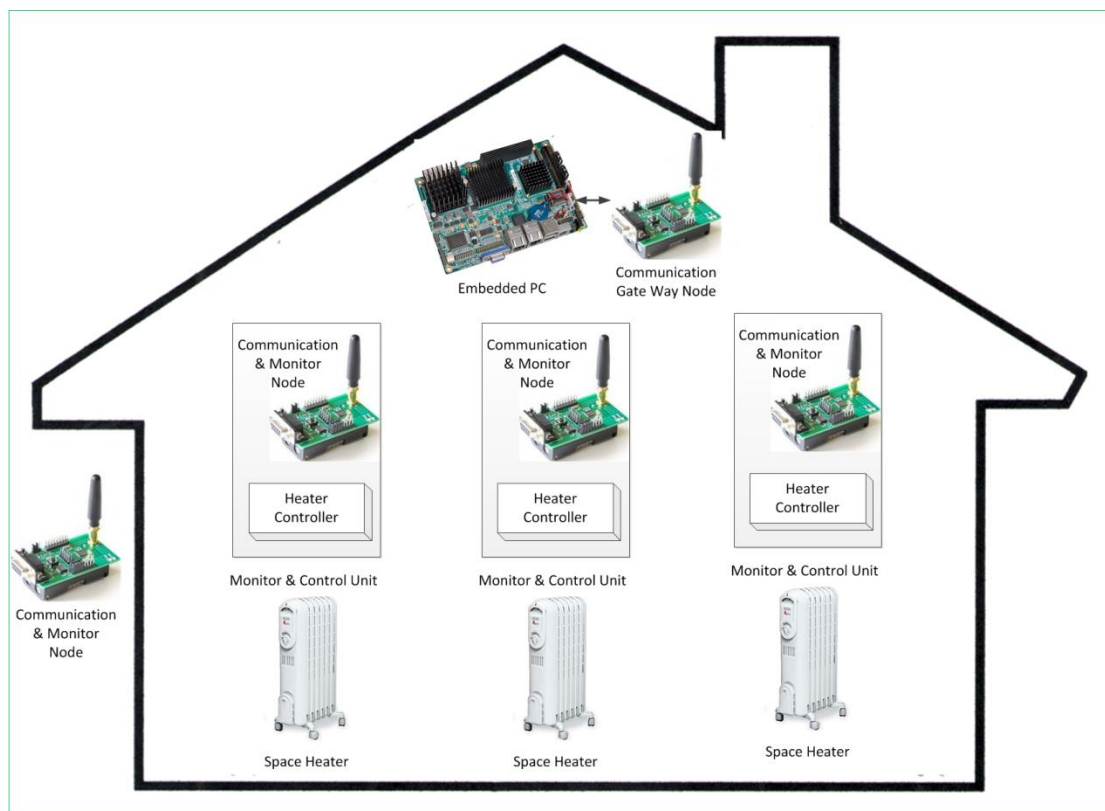 Embedded PC
Communication
Gate Way Node
Communication
& Monitor
Node
Heater
Controller
Monitor & Control Unit
Space Heater
Communication
& Monitor
Node
Heater
Controller
Monitor & Control Unit
Space Heater
Communication
& Monitor
Node
Heater
Controller
Monitor & Control Unit
Space Heater
Communication
& Monitor
Node